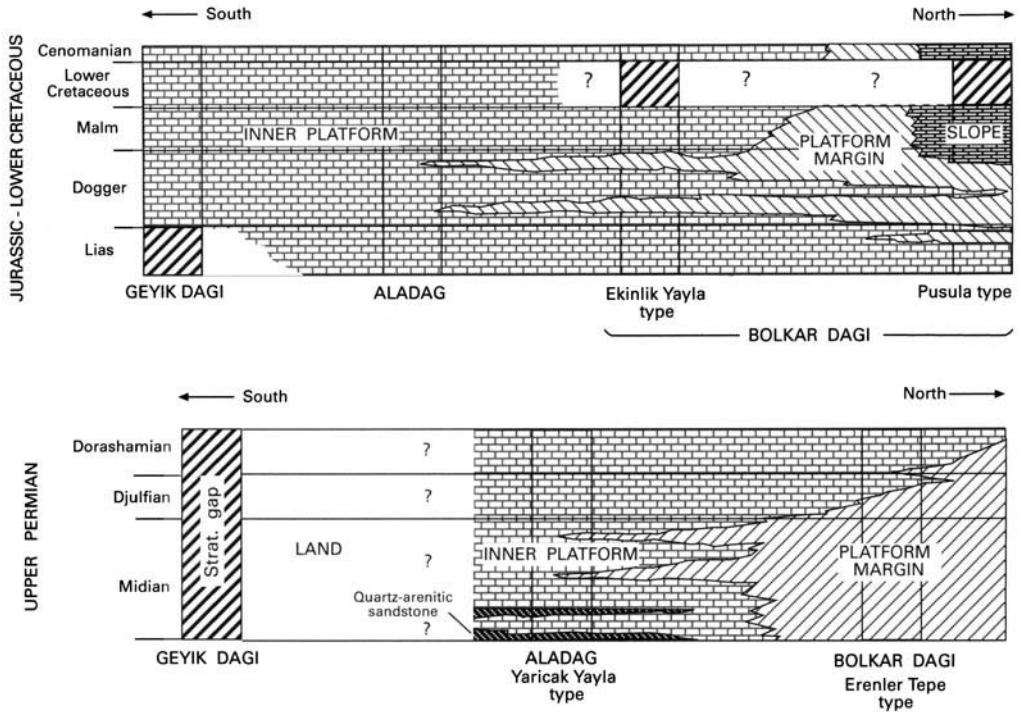 South
North
JURASSIC - LOWER CRETACEOUS
Cenomanian
Lower
Cretaceous
? ? ?
Malm
INNER PLATFORM
PLATFORM
MARGIN
SLOPE
Dogger
Lias
GEYIK DAGI
ALADAG
Ekinlik Yayla
type
Pusula type
BOLKAR DAGI
South
North
UPPER PERMIAN
Dorashamian
?
Djulfian
?
Strat. gap
LAND
INNER PLATFORM
PLATFORM
MARGIN
?
Midian
Quartz-arenitic
sandstone
?
GEYIK DAGI
ALADAG
Yaricak Yayla
type
BOLKAR DAGI
Erenler Tepe
type